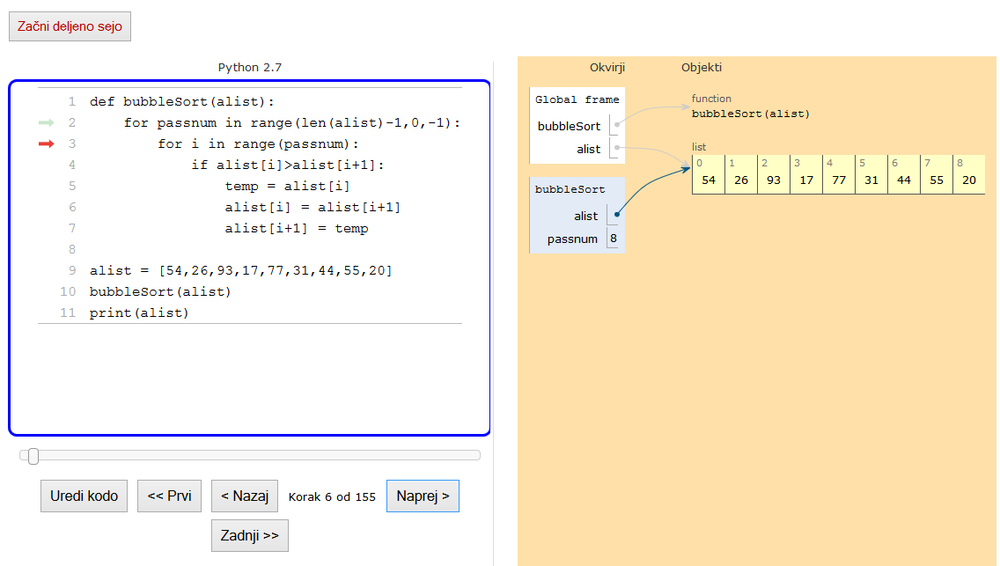 Začni deljeno sejo
Python 2.7
1 def bubbleSort(alist):
2     for passnum in range(len(alist)-1,0,-1):
3         for i in range(passnum):
4             if alist[i]>alist[i+1]:
5                 temp = alist[i]
6                 alist[i] = alist[i+1]
7                 alist[i+1] = temp
8
9 alist = [54,26,93,17,77,31,44,55,20]
10 bubbleSort(alist)
11 print(alist)
Uredi kodo
<< Prvi
< Nazaj
Korak 6 od 155
Naprej >
Zadnji >>
Okvirji
Objekti
Global frame
bubbleSort
alist
bubbleSort
alist
passnum 8
function
bubbleSort(alist)
list
0 1 2 3 4 5 6 7 8
54 26 93 17 77 31 44 55 20